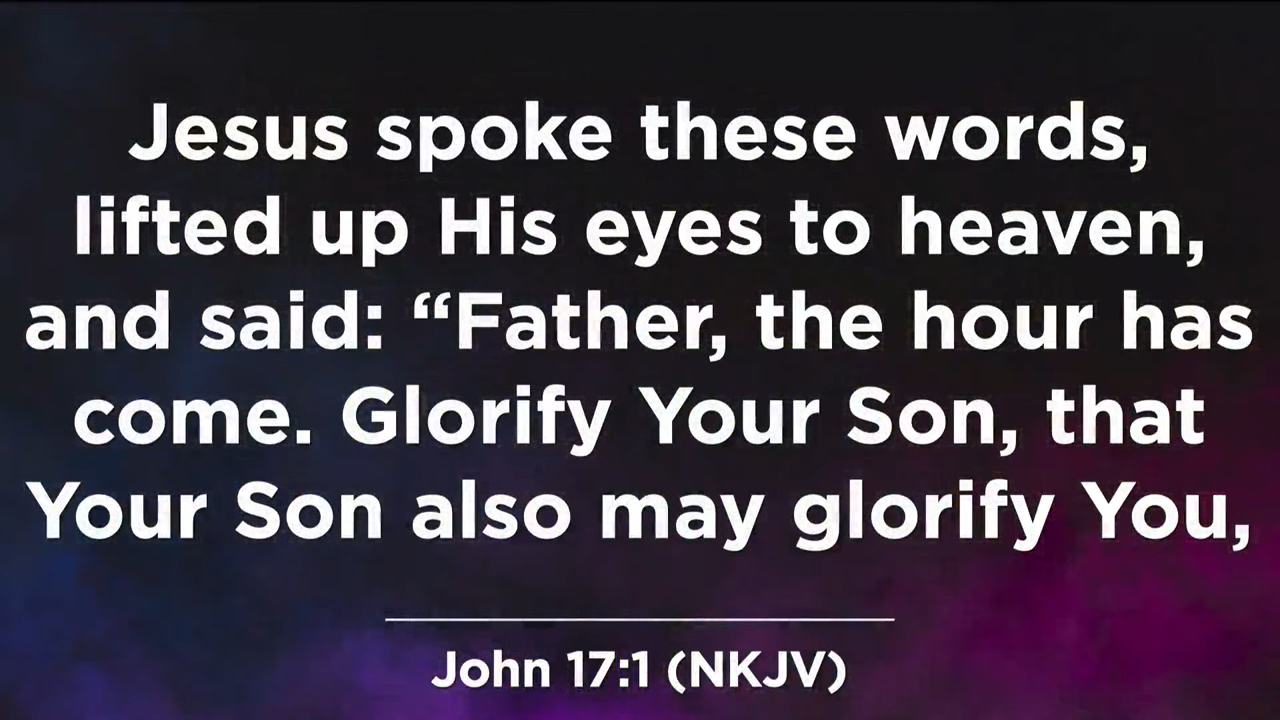 Jesus spoke these words,
lifted up His eyes to heaven,
and said: “Father, the hour has
come. Glorify Your Son, that
Your Son also may glorify You,
John 17:1 (NKJV)